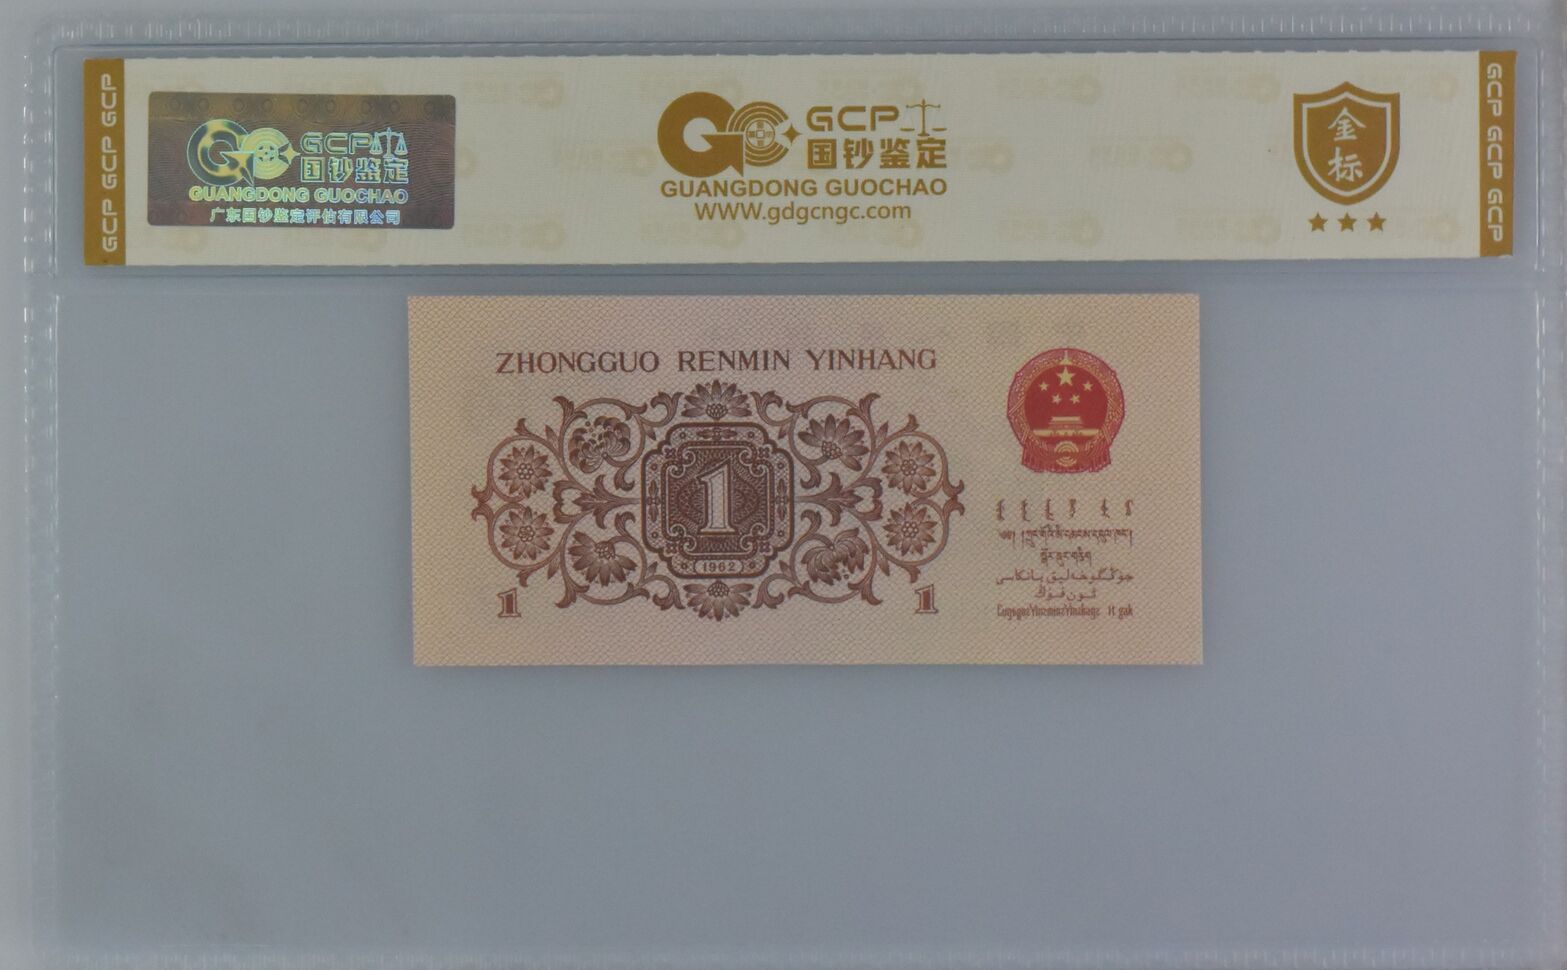 GCP GCP GCP
GCP 国钞鉴定
GUANGDONG GUOCHAO
广东国钞鉴定评估有限公司
GCP
国钞鉴定
GUANGDONG GUOCHAO
WWW.gdgcngc.com
金标
GCP GCP GCP
ZHONGGUO RENMIN YINHANG
1
(1962)
1 1
جۇڭگوخەلىق بانكاسى